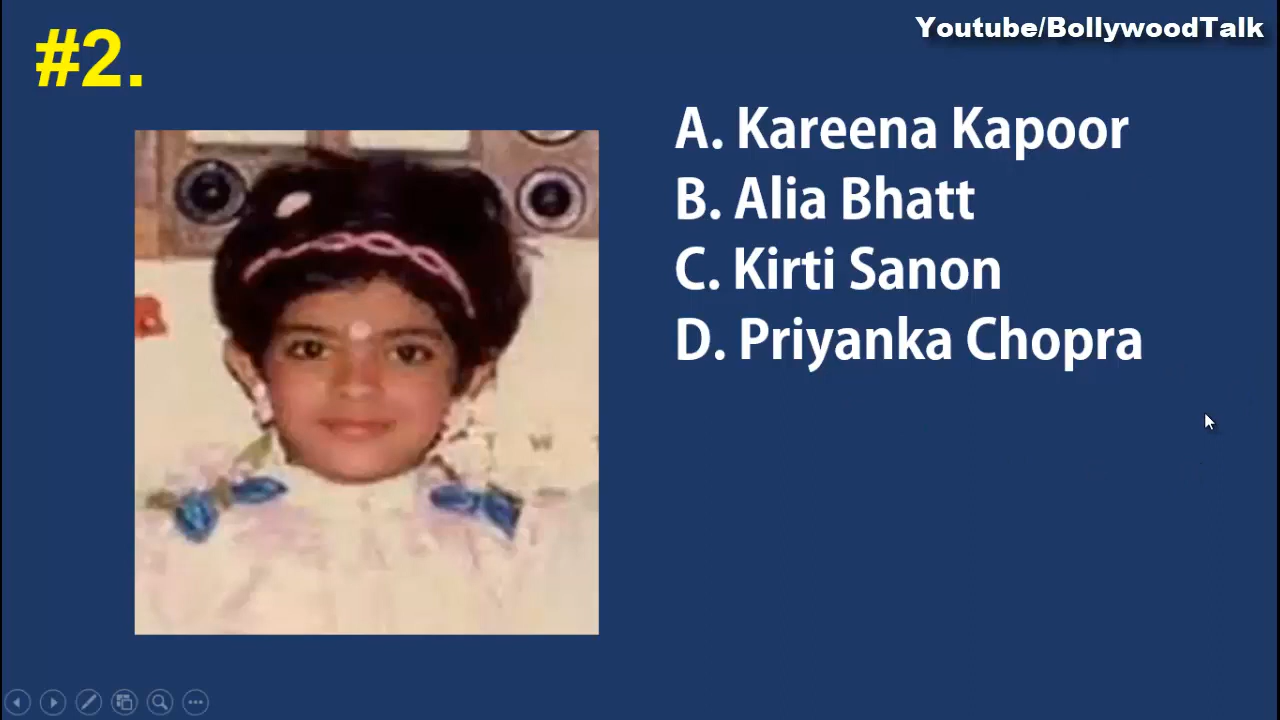 #2.
Youtube/BollywoodTalk
A. Kareena Kapoor
B. Alia Bhatt
C. Kirti Sanon
D. Priyanka Chopra
T W T